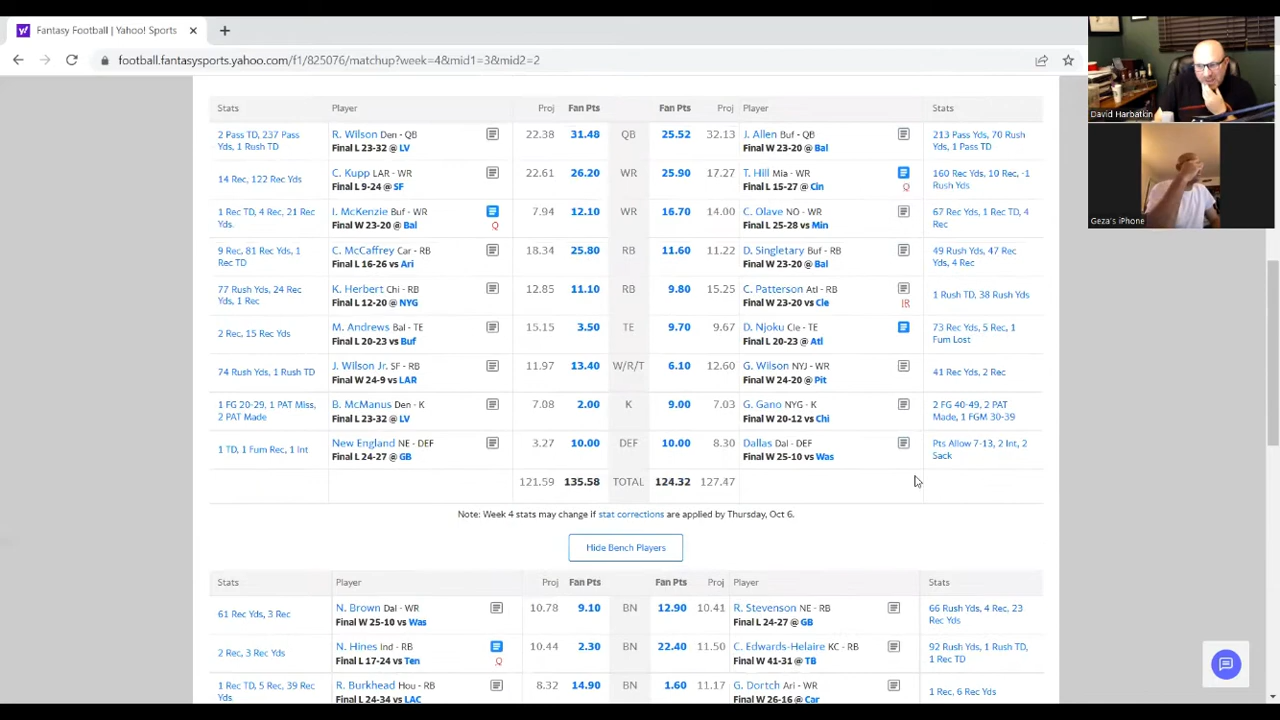 Fantasy Football | Yahoo! Sports
football.fantasysports.yahoo.com/f1/825076/matchup?week=4&mid1=3&mid2=2
David Harbatkin
Geza's iPhone
Stats Player Proj Fan Pts Fan Pts Proj Player Stats
2 Pass TD, 237 Pass R. Wilson Den - QB 22.38 31.48 QB 25.52 32.13 J. Allen Buf - QB 213 Pass Yds, 70 Rush
Yds, 1 Rush TD Final L 23-32 @ LV Final W 23-20 @ Bal Yds, 1 Pass TD
14 Rec, 122 Rec Yds C. Kupp LAR - WR 22.61 26.20 WR 25.90 17.27 T. Hill Mia - WR 160 Rec Yds, 10 Rec, -1
Final L 9-24 @ SF Final L 15-27 @ Cin Q Rush Yds
1 Rec TD, 4 Rec, 21 Rec I. McKenzie Buf - WR 7.94 12.10 WR 16.70 14.00 C. Olave NO - WR 67 Rec Yds, 1 Rec TD, 4
Yds Final W 23-20 @ Bal Q Final L 25-28 vs Min Rec
9 Rec, 81 Rec Yds, 1 C. McCaffrey Car - RB 18.34 25.80 RB 11.60 11.22 D. Singletary Buf - RB 49 Rush Yds, 47 Rec
Rec TD Final L 16-26 vs Ari Final W 23-20 @ Bal Yds, 4 Rec
77 Rush Yds, 24 Rec K. Herbert Chi - RB 12.85 11.10 RB 9.80 15.25 C. Patterson Atl - RB 1 Rush TD, 38 Rush Yds
Yds, 1 Rec Final L 12-20 @ NYG Final W 23-20 vs Cle IR
2 Rec, 15 Rec Yds M. Andrews Bal - TE 15.15 3.50 TE 9.70 9.67 D. Njoku Cle - TE 73 Rec Yds, 5 Rec, 1
Final L 20-23 vs Buf Final L 20-23 @ Atl Fum Lost
74 Rush Yds, 1 Rush TD J. Wilson Jr. SF - RB 11.97 13.40 W/R/T 6.10 12.60 G. Wilson NYJ - WR 41 Rec Yds, 2 Rec
Final W 24-9 vs LAR Final W 24-20 @ Pit
1 FG 20-29, 1 PAT Miss, B. McManus Den - K 7.08 2.00 K 9.00 7.03 G. Gano NYG - K 2 FG 40-49, 2 PAT
2 PAT Made Final L 23-32 @ LV Final W 20-12 vs Chi Made, 1 FGM 30-39
1 TD, 1 Fum Rec, 1 Int New England NE - DEF 3.27 10.00 DEF 10.00 8.30 Dallas Dal - DEF Pts Allow 7-13, 2 Int, 2
Final L 24-27 @ GB Final W 25-10 vs Was Sack
121.59 135.58 TOTAL 124.32 127.47
Note: Week 4 stats may change if stat corrections are applied by Thursday, Oct 6.
Hide Bench Players
Stats Player Proj Fan Pts Fan Pts Proj Player Stats
61 Rec Yds, 3 Rec N. Brown Dal - WR 10.78 9.10 BN 12.90 10.41 R. Stevenson NE - RB 66 Rush Yds, 4 Rec, 23
Final W 25-10 vs Was Final L 24-27 @ GB Rec Yds
2 Rec, 3 Rec Yds N. Hines Ind - RB 10.44 2.30 BN 22.40 11.50 C. Edwards-Helaire KC - RB 92 Rush Yds, 1 Rush TD,
Final L 17-24 vs Ten Q Final W 41-31 @ TB 1 Rec TD
1 Rec TD, 5 Rec, 39 Rec R. Burkhead Hou - RB 8.32 14.90 BN 1.60 11.17 G. Dortch Ari - WR 1 Rec, 6 Rec Yds
Yds Final L 24-34 vs LAC Final W 26-16 @ Car